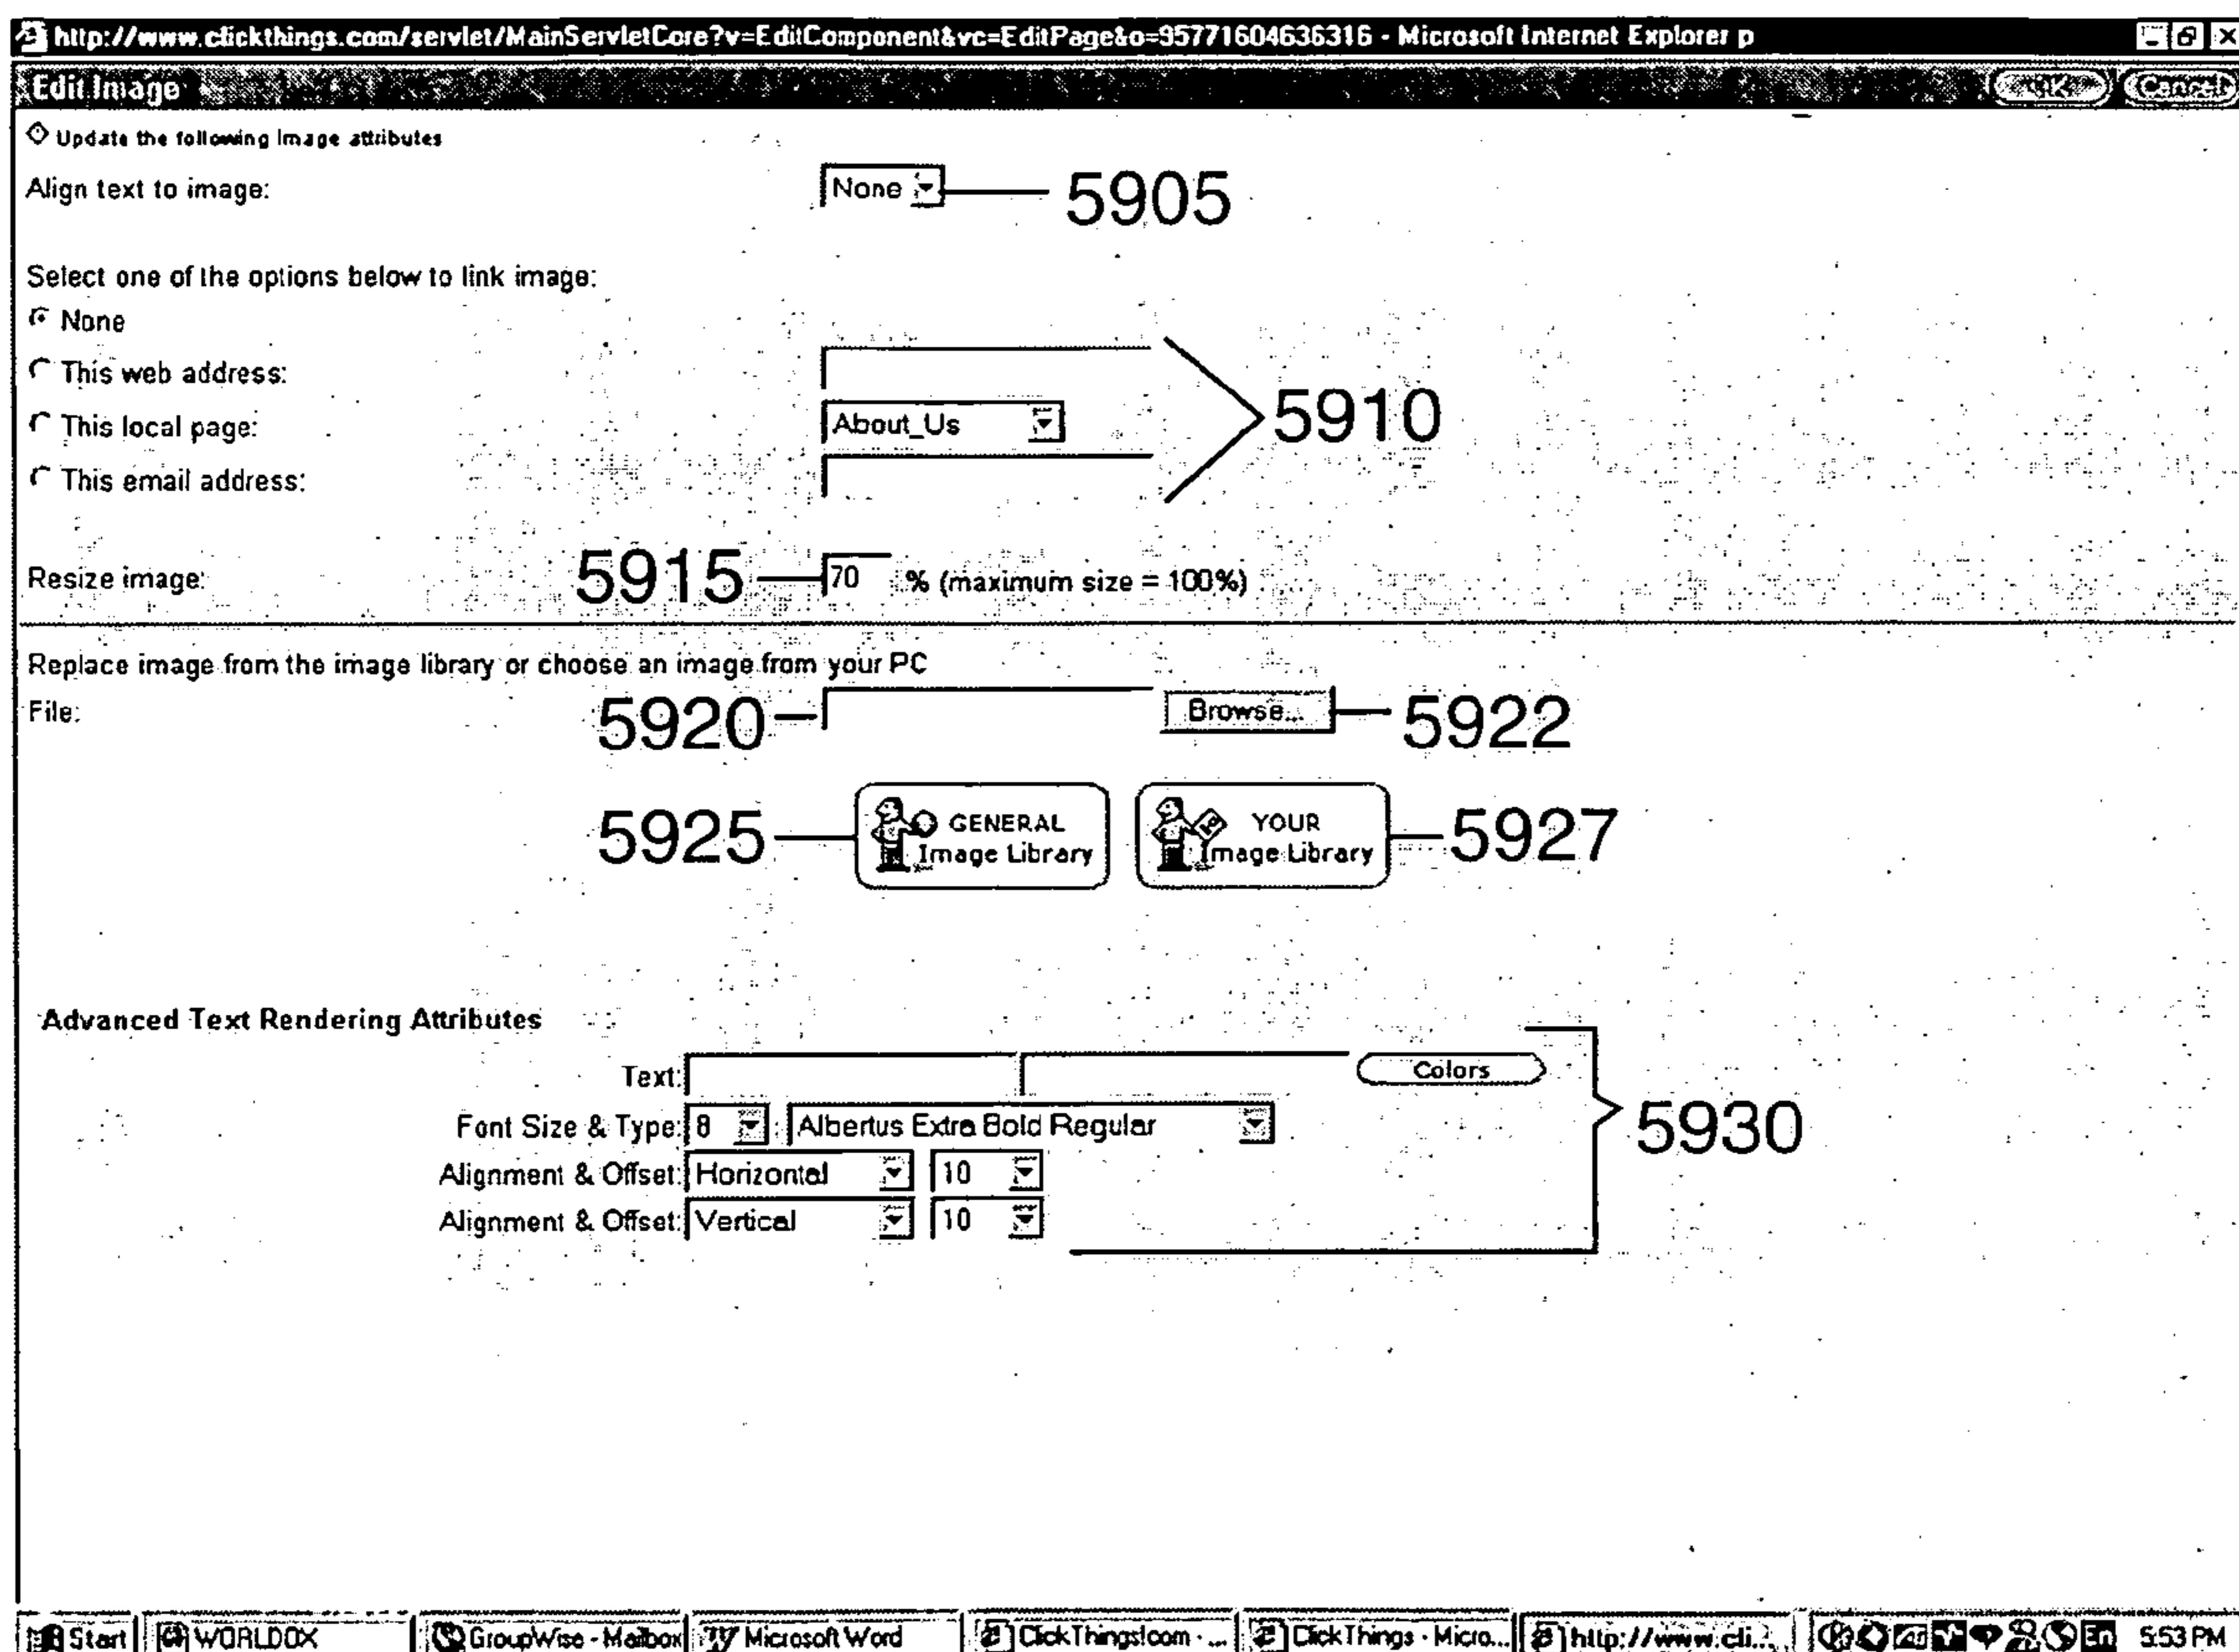 http://www.clickthings.com/servlet/MainServletCore?v=EditComponent&vc=EditPage&o=95771604636316 - Microsoft Internet Explorer p
Edit Image OK Cancel
Update the following Image attributes
Align text to image: None 5905
Select one of the options below to link image:
None
This web address:
This local page: About_Us 5910
This email address:
Resize image: 5915 70 % (maximum size = 100%)
Replace image from the image library or choose an image from your PC
File: 5920 Browse... 5922
5925 GENERAL Image Library YOUR Image Library 5927
Advanced Text Rendering Attributes
Text: Colors
Font Size & Type: 8 Albertus Extra Bold Regular 5930
Alignment & Offset: Horizontal 10
Alignment & Offset: Vertical 10
Start WORLDOX GroupWise - Mailbox Microsoft Word ClickThings!com - ... ClickThings - Micro... http://www.cli... En 5:53 PM